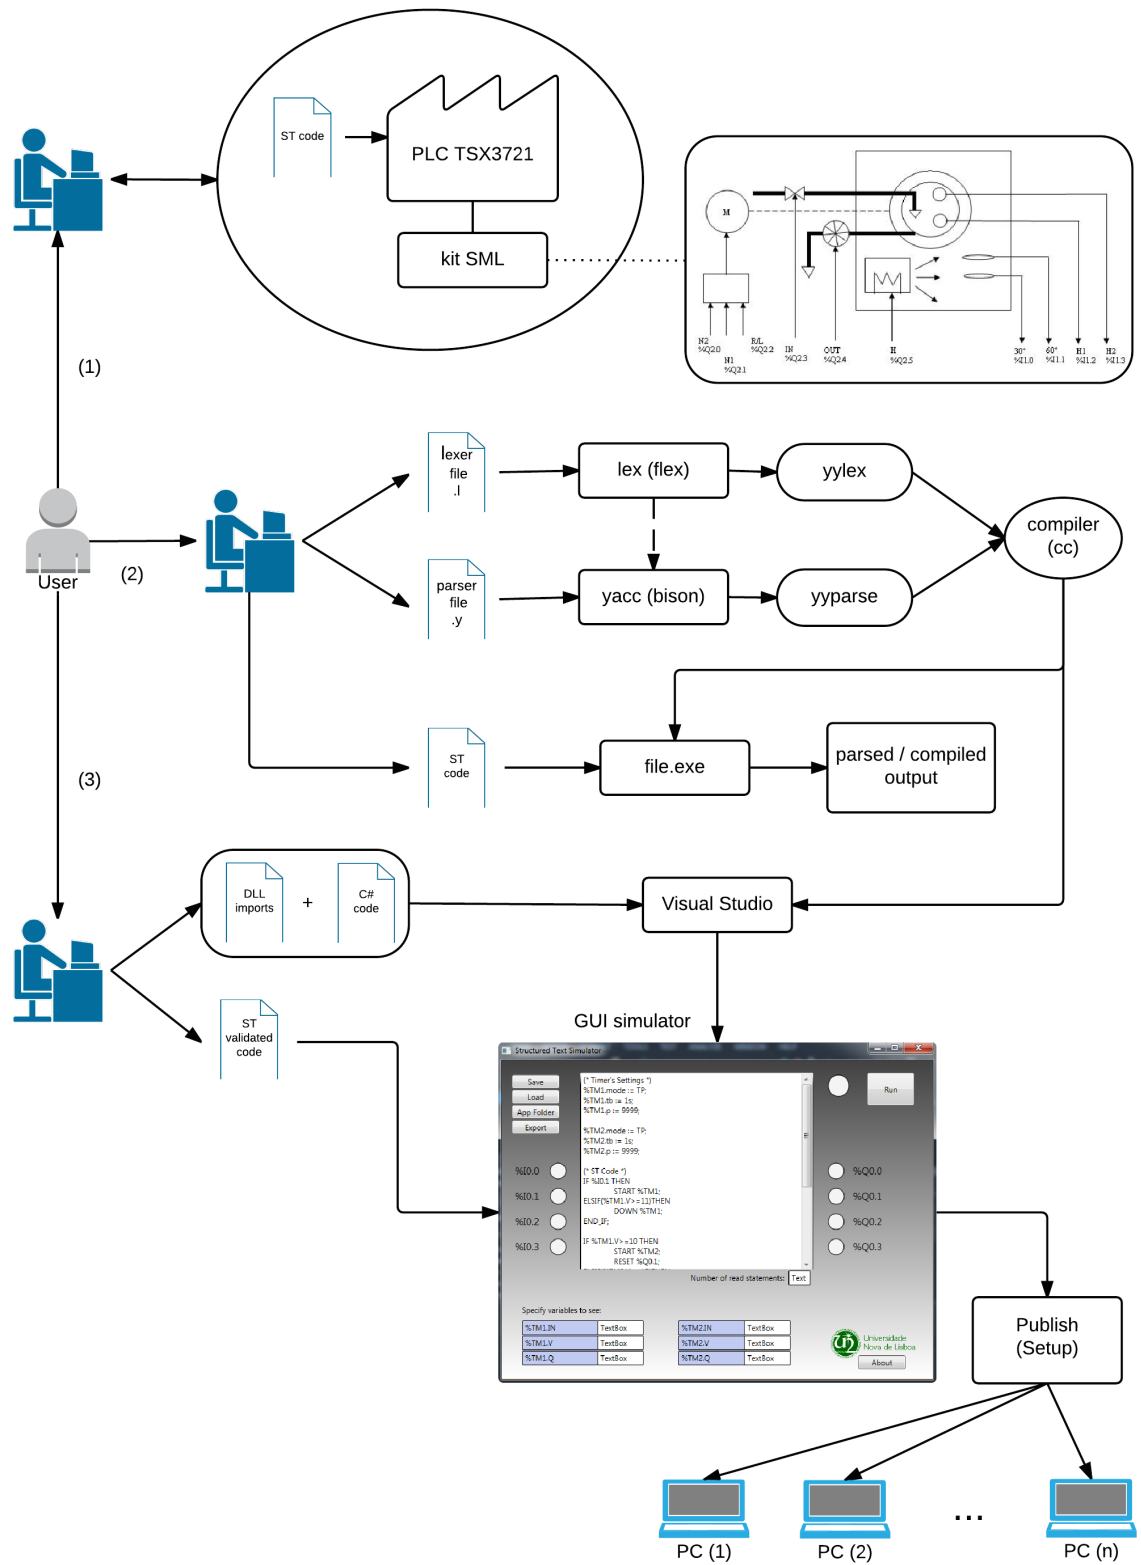 ST code
PLC TSX3721
kit SML
M
N2
%Q2.0
N1
%Q2.1
R/L
%Q2.2
IN
%Q2.3
OUT
%Q2.4
H
%Q2.5
30°
%I1.0
60°
%I1.1
H1
%I1.2
H2
%I1.3
(1)
User
(2)
(3)
lexer
file
.l
lex (flex)
yylex
compiler
(cc)
parser
file
.y
yacc (bison)
yyparse
ST
code
file.exe
parsed / compiled
output
DLL
imports
+
C#
code
Visual Studio
ST
validated
code
GUI simulator
Structured Text Simulator
Save
Load
App Folder
Export
(* Timer's Settings *)
%TM1.mode := TP;
%TM1.tb := 1s;
%TM1.p := 9999;
%TM2.mode := TP;
%TM2.tb := 1s;
%TM2.p := 9999;
(* ST Code *)
IF %I0.1 THEN
START %TM1;
ELSIF(%TM1.V>=11)THEN
DOWN %TM1;
END_IF;
IF %TM1.V>=10 THEN
START %TM2;
RESET %Q0.1;
Run
%I0.0
%I0.1
%I0.2
%I0.3
%Q0.0
%Q0.1
%Q0.2
%Q0.3
Number of read statements: Text
Specify variables to see:
%TM1.IN TextBox
%TM1.V TextBox
%TM1.Q TextBox
%TM2.IN TextBox
%TM2.V TextBox
%TM2.Q TextBox
Universidade
Nova de Lisboa
About
Publish
(Setup)
PC (1)
PC (2)
...
PC (n)